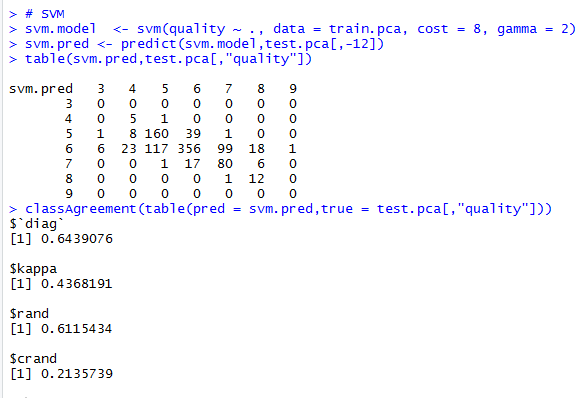 > # SVM
> svm.model  <- svm(quality ~ ., data = train.pca, cost = 8, gamma = 2)
> svm.pred <- predict(svm.model,test.pca[,-12])
> table(svm.pred,test.pca[,"quality"])
svm.pred   3   4   5   6   7   8   9
       3   0   0   0   0   0   0   0
       4   0   5   1   0   0   0   0
       5   1   8 160  39   1   0   0
       6   6  23 117 356  99  18   1
       7   0   0   1  17  80   6   0
       8   0   0   0   0   1  12   0
       9   0   0   0   0   0   0   0
> classAgreement(table(pred = svm.pred,true = test.pca[,"quality"]))
$`diag`
[1] 0.6439076
$kappa
[1] 0.4368191
$rand
[1] 0.6115434
$crand
[1] 0.2135739